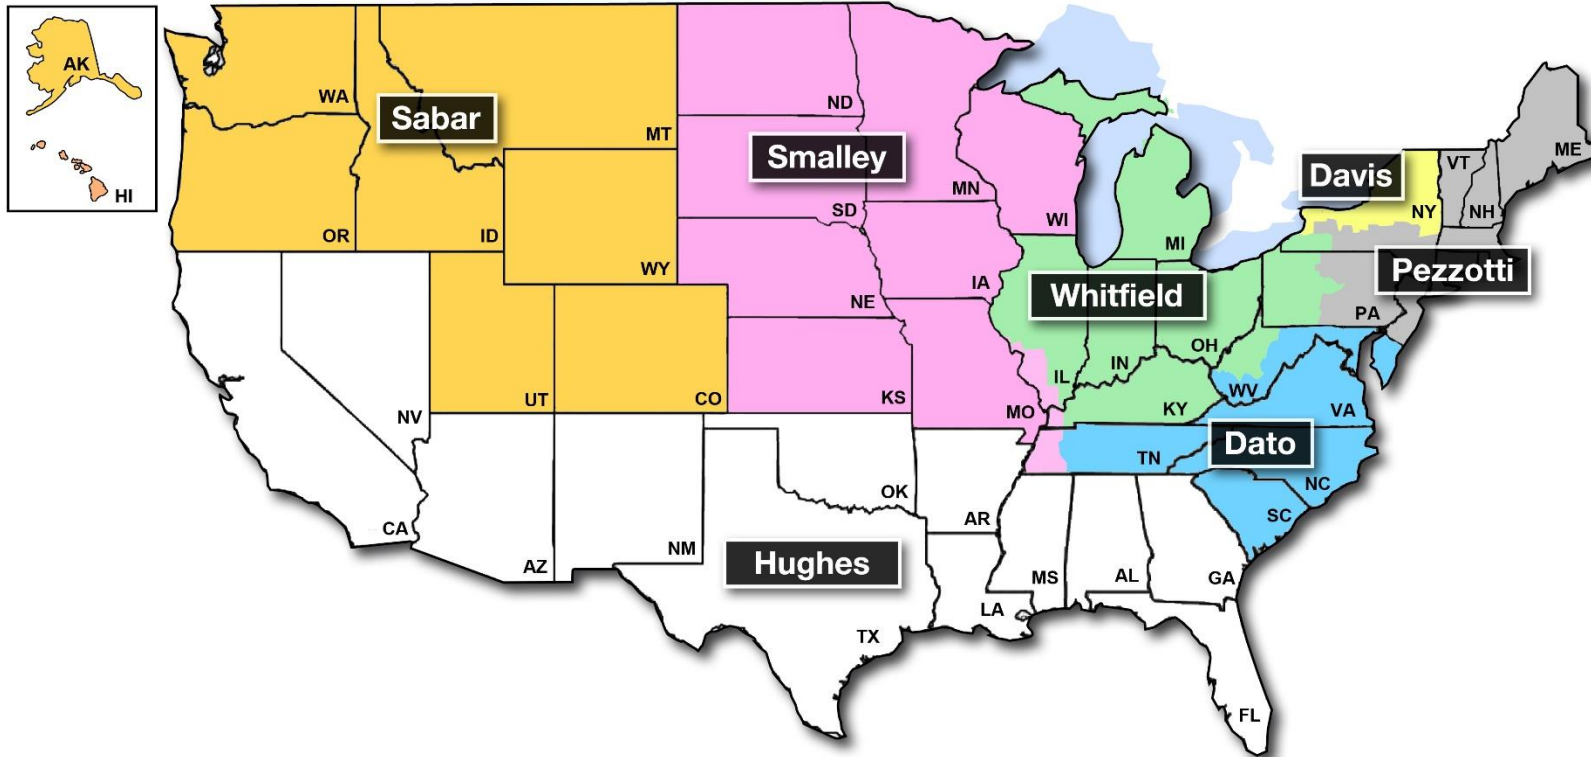 AK
HI
WA
Sabar
MT
OR
ID
WY
UT
CO
ND
Smalley
MN
SD
WI
IA
NE
KS
MO
MI
Whitfield
OH
IN
IL
KY
Davis
NY
VT
NH
ME
Pezzotti
PA
WV
VA
Dato
TN
NC
SC
NV
CA
AZ
NM
OK
AR
Hughes
TX
LA
MS
AL
GA
FL